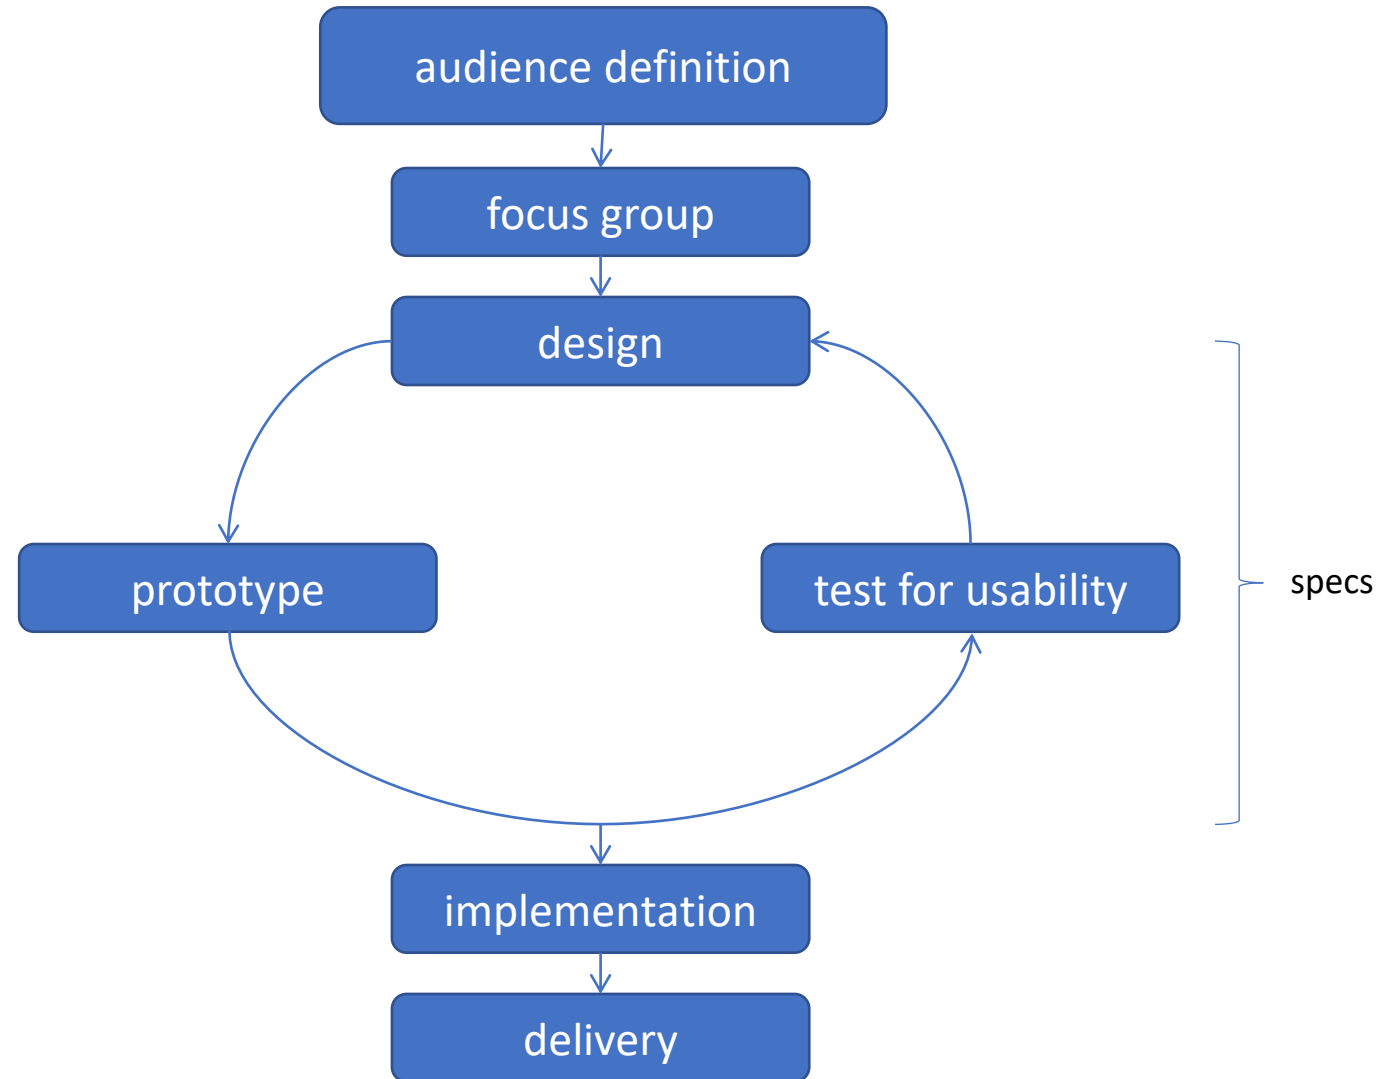 audience definition
focus group
design
prototype
test for usability
specs
implementation
delivery